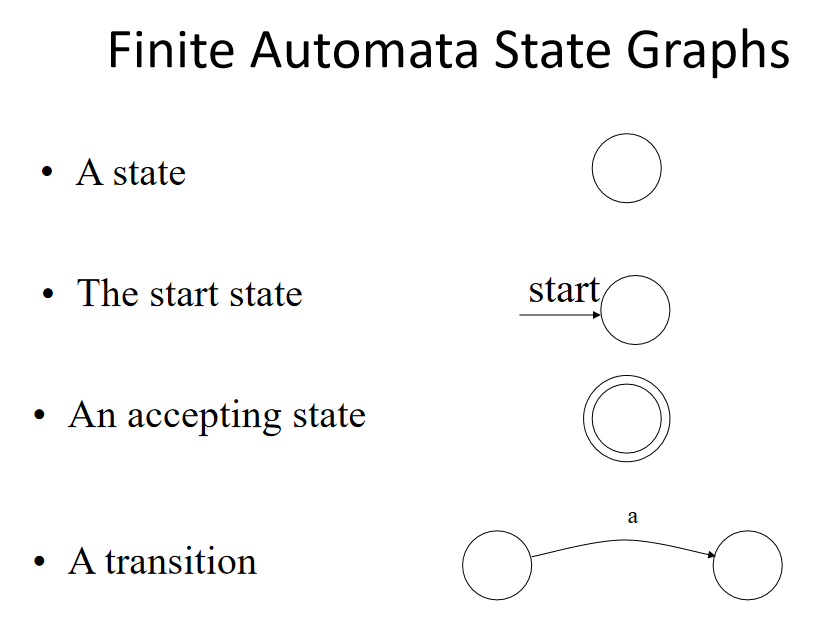 Finite Automata State Graphs
• A state
• The start state
start
• An accepting state
• A transition
a